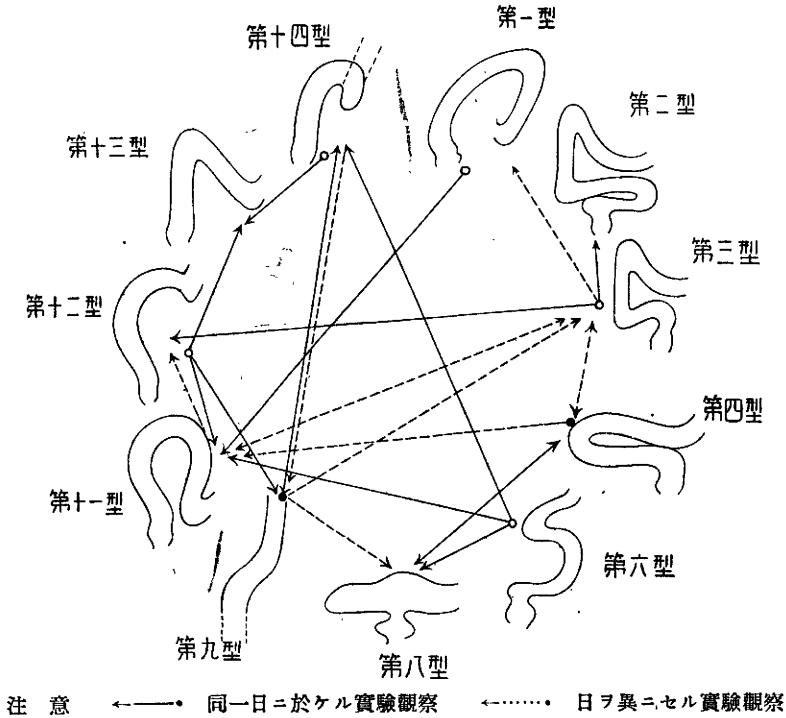 第一型
第二型
第三型
第四型
第六型
第八型
第九型
第十一型
第十二型
第十三型
第十四型
注意 同一日ニ於ケル實驗觀察 日ヲ異ニセル實驗觀察